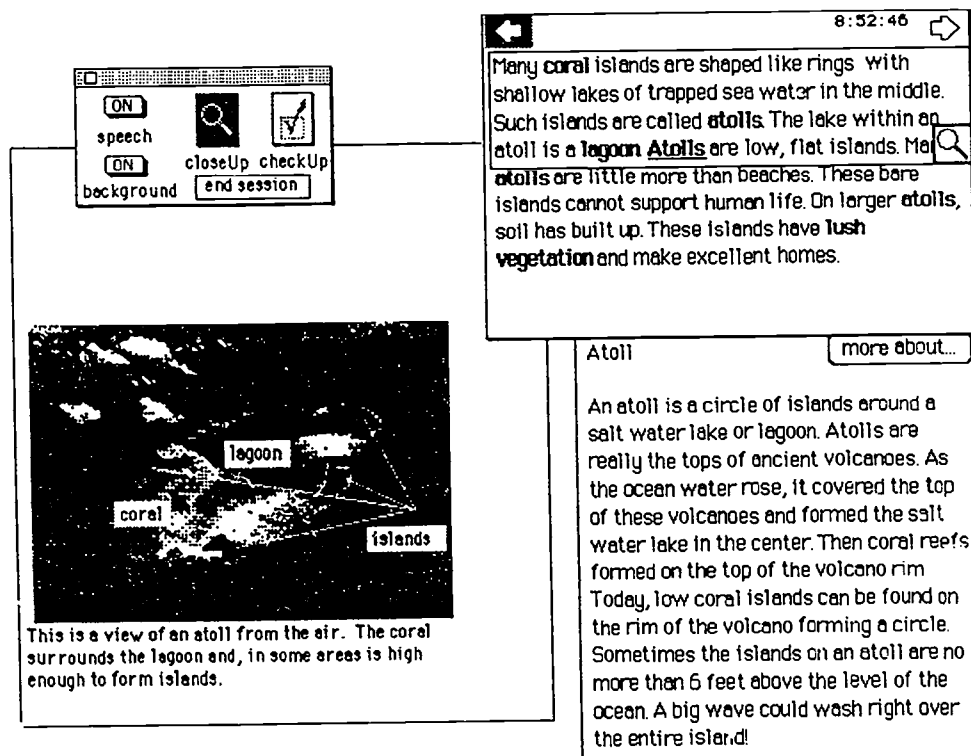 ON
speech
ON
background
closeUp
checkUp
end session
8:52:46
Many coral islands are shaped like rings with
shallow lakes of trapped sea water in the middle.
Such islands are called atolls. The lake within an
atoll is a lagoon Atolls are low, flat islands.
atolls are little more than beaches. These bare
islands cannot support human life. On larger atolls,
soil has built up. These islands have lush
vegetation and make excellent homes.
lagoon
coral
islands
This is a view of an atoll from the air. The coral
surrounds the lagoon and, in some areas is high
enough to form islands.
Atoll
more about...
An atoll is a circle of islands around a
salt water lake or lagoon. Atolls are
really the tops of ancient volcanoes. As
the ocean water rose, it covered the top
of these volcanoes and formed the salt
water lake in the center. Then coral reefs
formed on the top of the volcano rim
Today, low coral islands can be found on
the rim of the volcano forming a circle.
Sometimes the islands on an atoll are no
more than 6 feet above the level of the
ocean. A big wave could wash right over
the entire island!